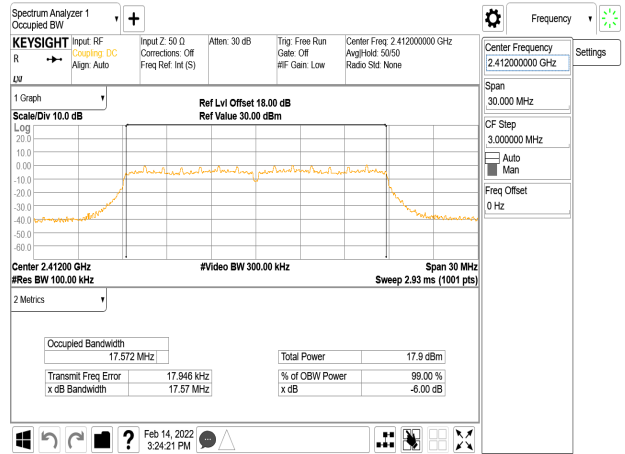 Spectrum Analyzer 1
Occupied BW
Frequency
KEYSIGHT
R
Input: RF
Coupling: DC
Align: Auto
Input Z: 50 Ω
Corrections: Off
Freq Ref: Int (S)
Atten: 30 dB
Trig: Free Run
Gate: Off
#IF Gain: Low
Center Freq: 2.412000000 GHz
Avg|Hold: 50/50
Radio Std: None
Center Frequency
2.412000000 GHz
Settings
Span
30.000 MHz
CF Step
3.000000 MHz
Auto
Man
Freq Offset
0 Hz
1 Graph
Scale/Div 10.0 dB
Ref Lvl Offset 18.00 dB
Ref Value 30.00 dBm
Log
20.0
10.0
0.00
-10.0
-20.0
-30.0
-40.0
-50.0
-60.0
Center 2.41200 GHz
#Video BW 300.00 kHz
Span 30 MHz
#Res BW 100.00 kHz
Sweep 2.93 ms (1001 pts)
2 Metrics
Occupied Bandwidth
17.572 MHz
Total Power 17.9 dBm
Transmit Freq Error 17.946 kHz
% of OBW Power 99.00 %
x dB Bandwidth 17.57 MHz
x dB -6.00 dB
?
Feb 14, 2022
3:24:21 PM